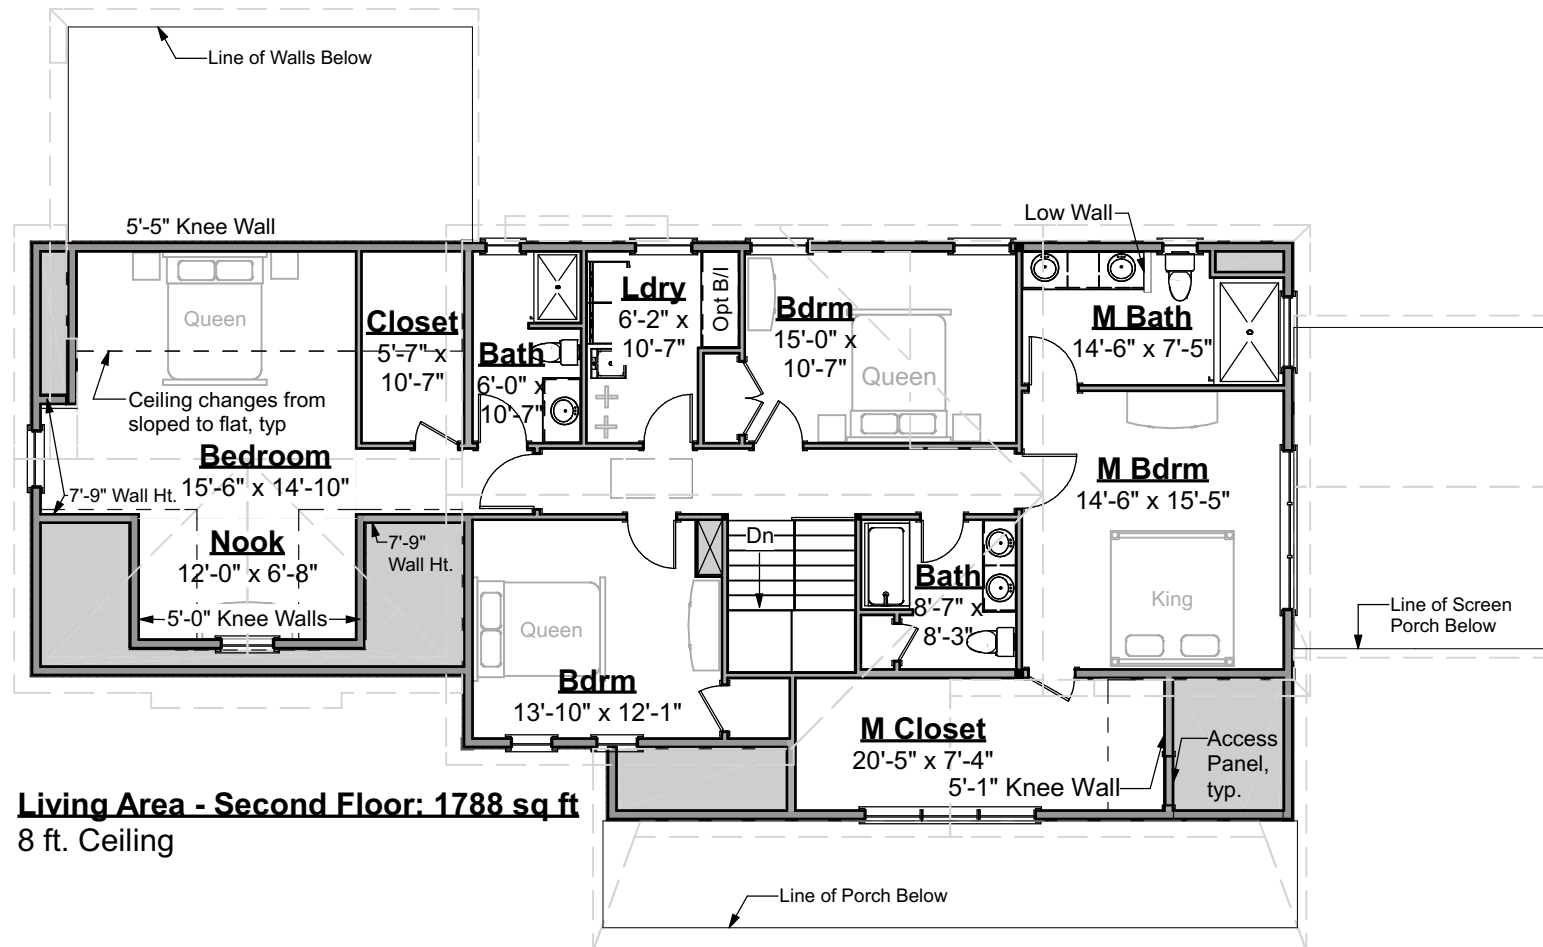 Line of Walls Below
5'-5" Knee Wall
Low Wall
Queen
Closet
5'-7" x
10'-7"
Bath
6'-0" x
10'-7"
Ldry
6'-2" x
10'-7"
Opt B/I
Bdrm
15'-0" x
10'-7"
Queen
M Bath
14'-6" x 7'-5"
Ceiling changes from
sloped to flat, typ
Bedroom
15'-6" x 14'-10"
7'-9" Wall Ht.
M Bdrm
14'-6" x 15'-5"
King
Nook
12'-0" x 6'-8"
7'-9"
Wall Ht.
5'-0" Knee Walls
Dn
Bath
8'-7" x
8'-3"
Queen
Bdrm
13'-10" x 12'-1"
Line of Screen
Porch Below
M Closet
20'-5" x 7'-4"
5'-1" Knee Wall
Access
Panel,
typ.
Living Area - Second Floor: 1788 sq ft
8 ft. Ceiling
Line of Porch Below